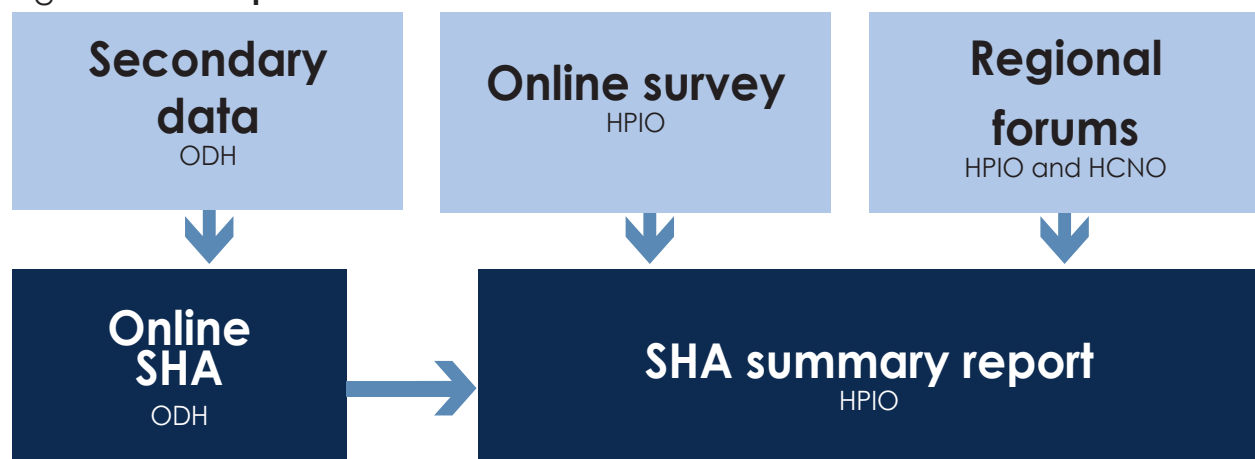 Secondary
data
ODH
Online survey
HPIO
Regional
forums
HPIO and HCNO
Online
SHA
ODH
SHA summary report
HPIO